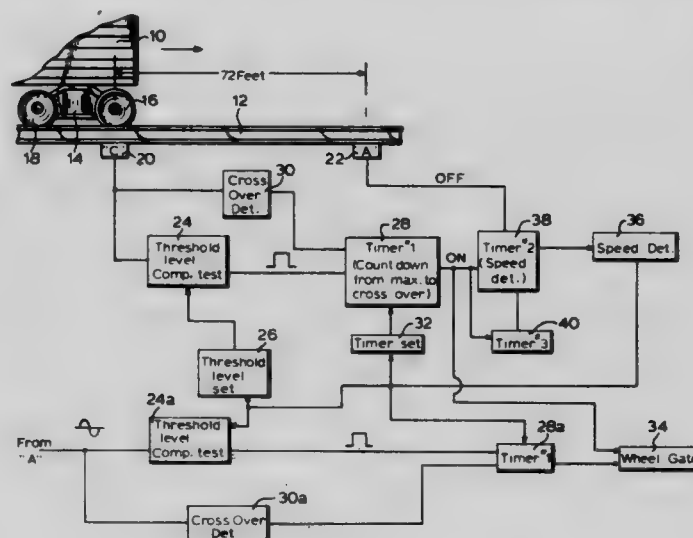 10
72Feet
16
12
18
14
C
20
A
22
OFF
30
Cross
Over
Det.
24
Threshold
level
Comp. test
28
Timer #1
(Countdown
from max. to
cross over)
ON
38
Timer #2
(Speed
det.)
36
Speed Det.
32
Timer set
40
Timer #3
26
Threshold
level
set
24a
Threshold
level
Comp. test
From
"A"
28a
Timer #1
34
Wheel Gate
30a
Cross Over
Det